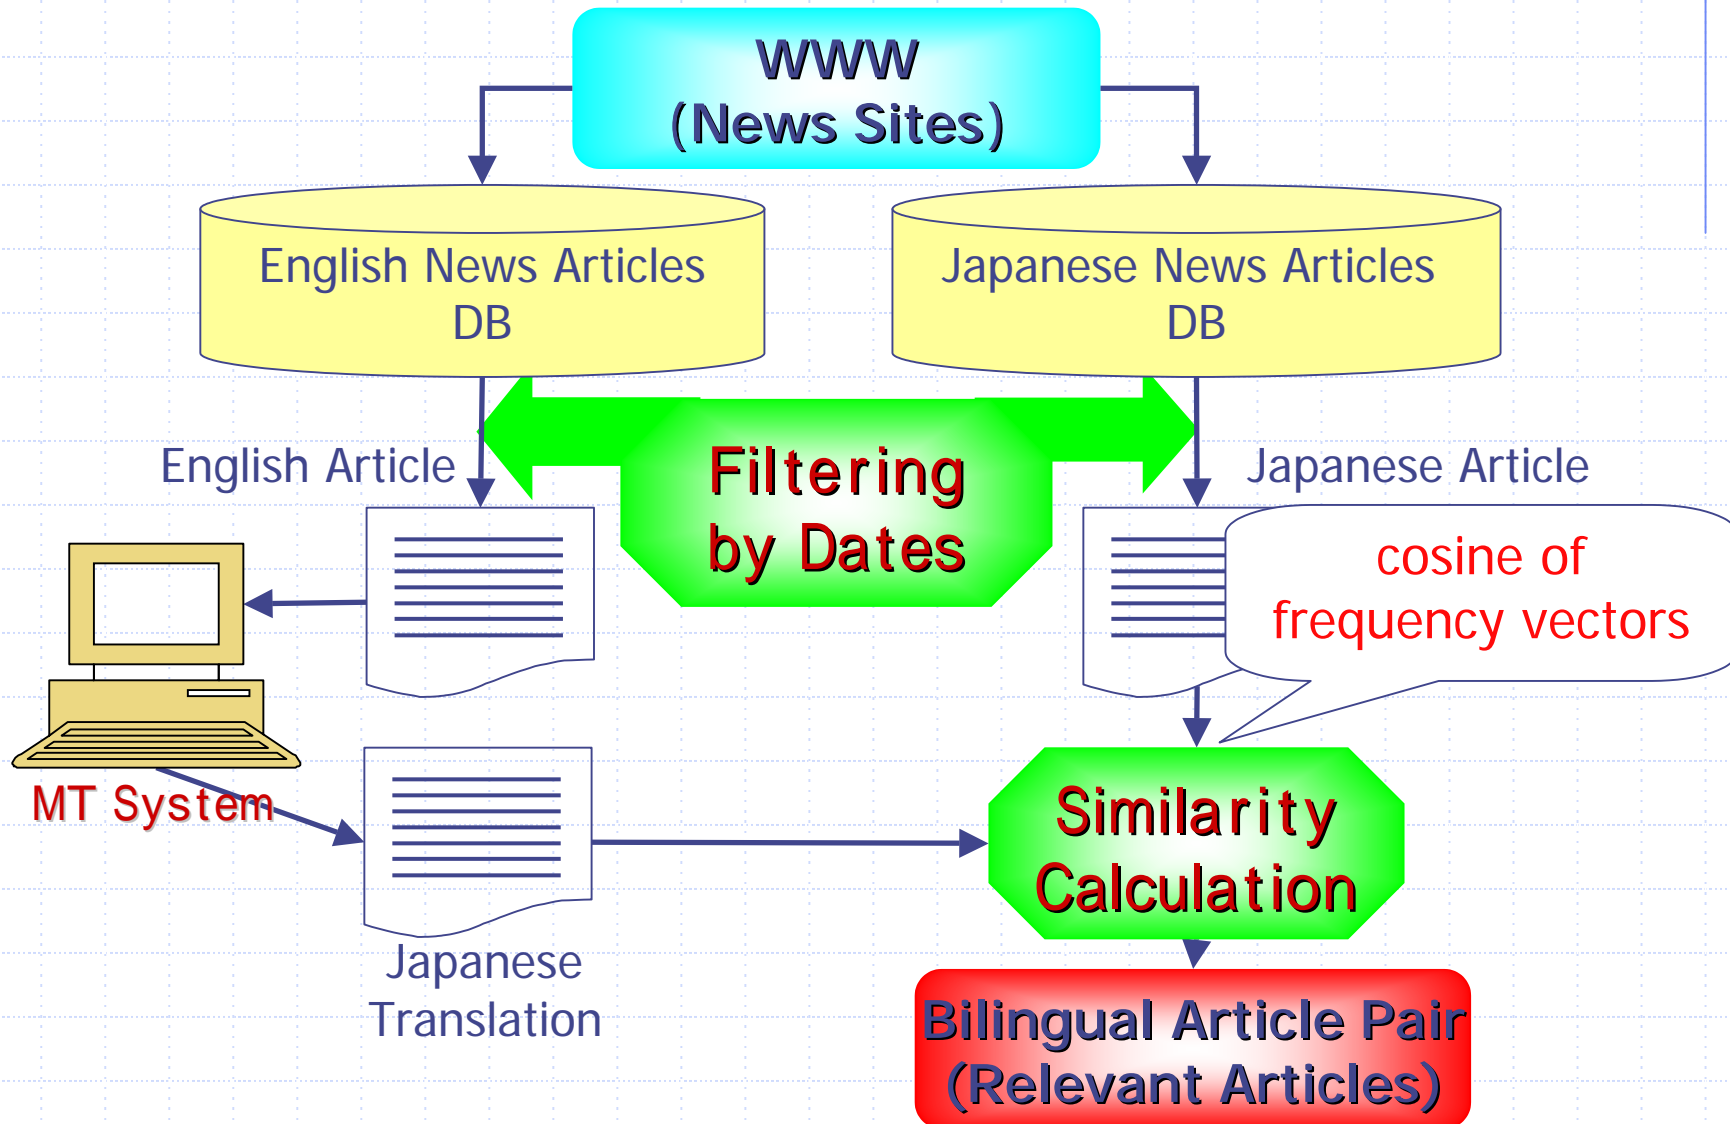 WWW
(News Sites)
English News Articles
DB
Japanese News Articles
DB
English Article
Filtering
by Dates
Japanese Article
cosine of
frequency vectors
MT System
Similarity
Calculation
Japanese
Translation
Bilingual Article Pair
(Relevant Articles)